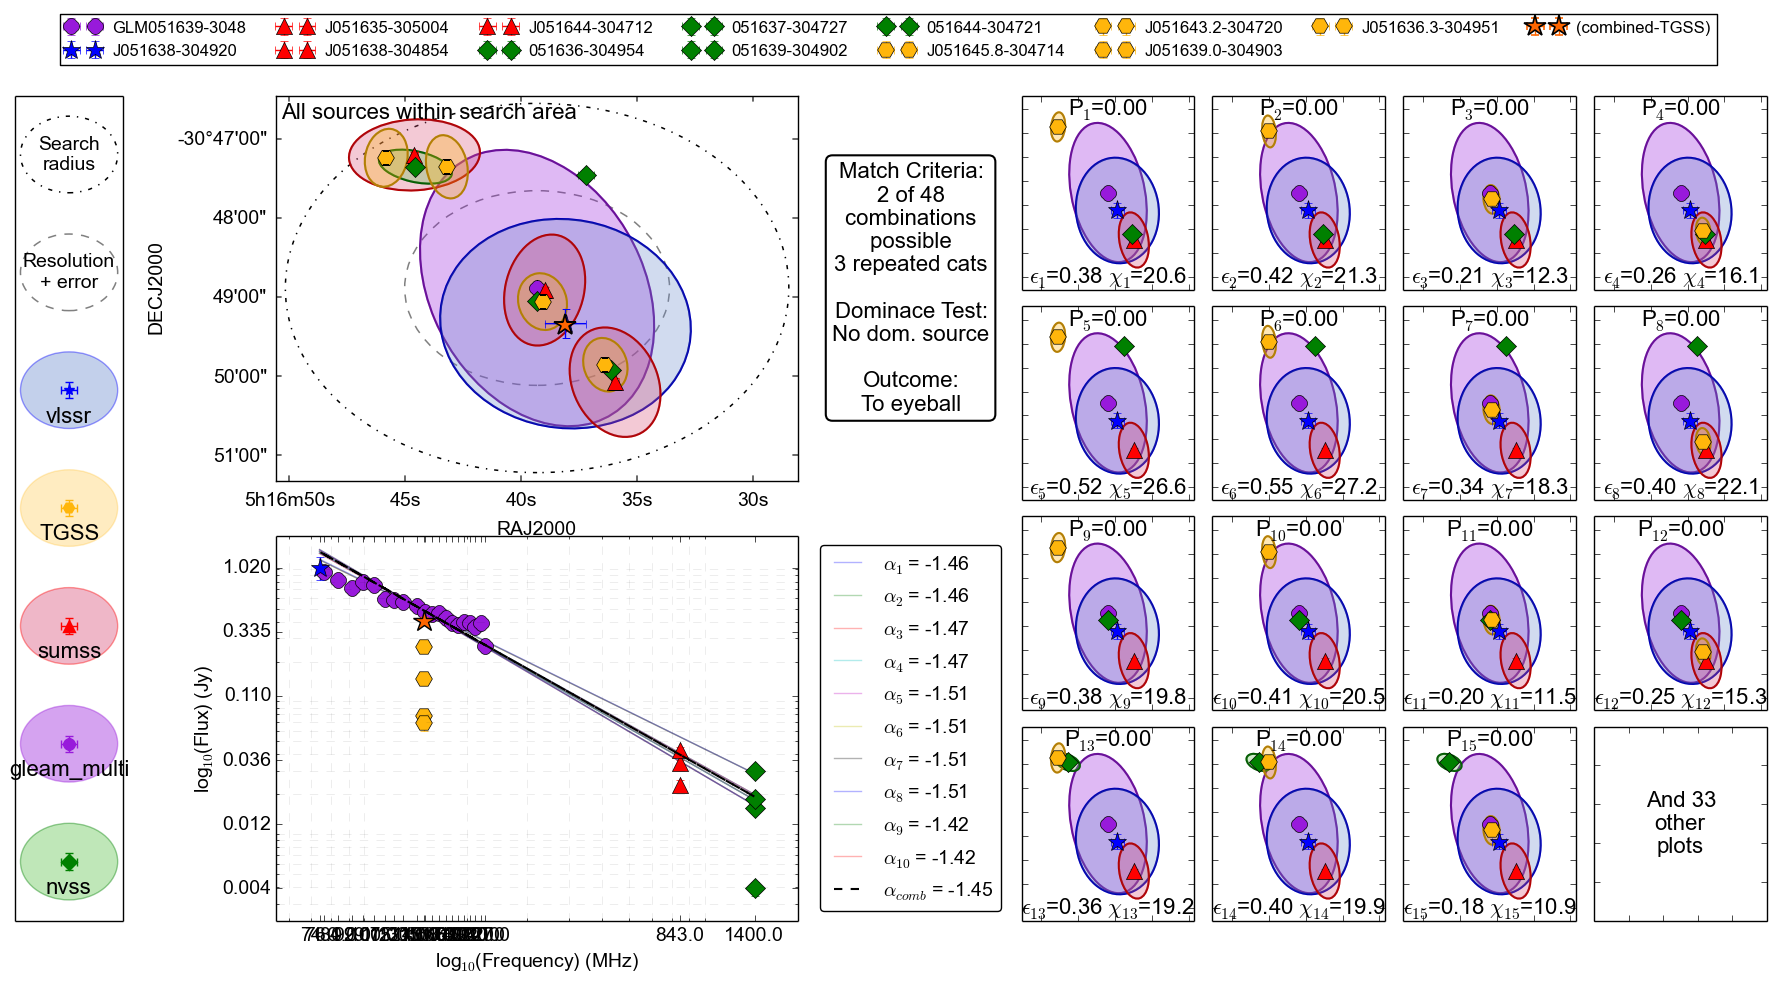 GLM051639-3048 J051635-305004 J051644-304712 051637-304727 051644-304721 J051643.2-304720 J051636.3-304951 (combined-TGSS)
J051638-304920 J051638-304854 051636-304954 051639-304902 J051645.8-304714 J051639.0-304903
Search
radius
Resolution
+ error
vlssr
TGSS
sumss
gleam_multi
nvss
All sources within search area
DECJ2000
-30°47'00"
48'00"
49'00"
50'00"
51'00"
5h16m50s 45s 40s 35s 30s
RAJ2000
Match Criteria:
2 of 48
combinations
possible
3 repeated cats
Dominace Test:
No dom. source
Outcome:
To eyeball
log10(Flux) (Jy)
1.020
0.335
0.110
0.036
0.012
0.004
843.0 1400.0
log10(Frequency) (MHz)
α1 = -1.46
α2 = -1.46
α3 = -1.47
α4 = -1.47
α5 = -1.51
α6 = -1.51
α7 = -1.51
α8 = -1.51
α9 = -1.42
α10 = -1.42
αcomb = -1.45
P1=0.00 P2=0.00 P3=0.00 P4=0.00
ϵ1=0.38 χ1=20.6 ϵ2=0.42 χ2=21.3 ϵ3=0.21 χ3=12.3 ϵ4=0.26 χ4=16.1
P5=0.00 P6=0.00 P7=0.00 P8=0.00
ϵ5=0.52 χ5=26.6 ϵ6=0.55 χ6=27.2 ϵ7=0.34 χ7=18.3 ϵ8=0.40 χ8=22.1
P9=0.00 P10=0.00 P11=0.00 P12=0.00
ϵ9=0.38 χ9=19.8 ϵ10=0.41 χ10=20.5 ϵ11=0.20 χ11=11.5 ϵ12=0.25 χ12=15.3
P13=0.00 P14=0.00 P15=0.00
ϵ13=0.36 χ13=19.2 ϵ14=0.40 χ14=19.9 ϵ15=0.18 χ15=10.9
And 33
other
plots